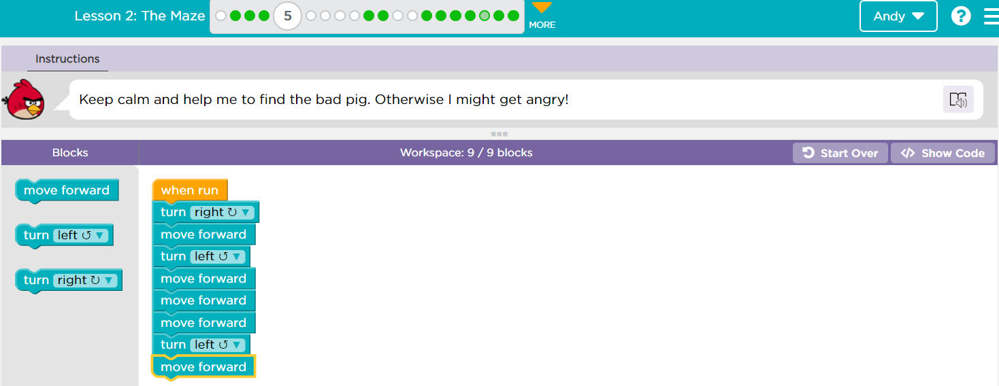 Lesson 2: The Maze
5
MORE
Andy
?
Instructions
Keep calm and help me to find the bad pig. Otherwise I might get angry!
Blocks
Workspace: 9 / 9 blocks
Start Over
</> Show Code
move forward
turn left ↺ ▼
turn right ↻ ▼
when run
turn right ↻ ▼
move forward
turn left ↺ ▼
move forward
move forward
move forward
turn left ↺ ▼
move forward